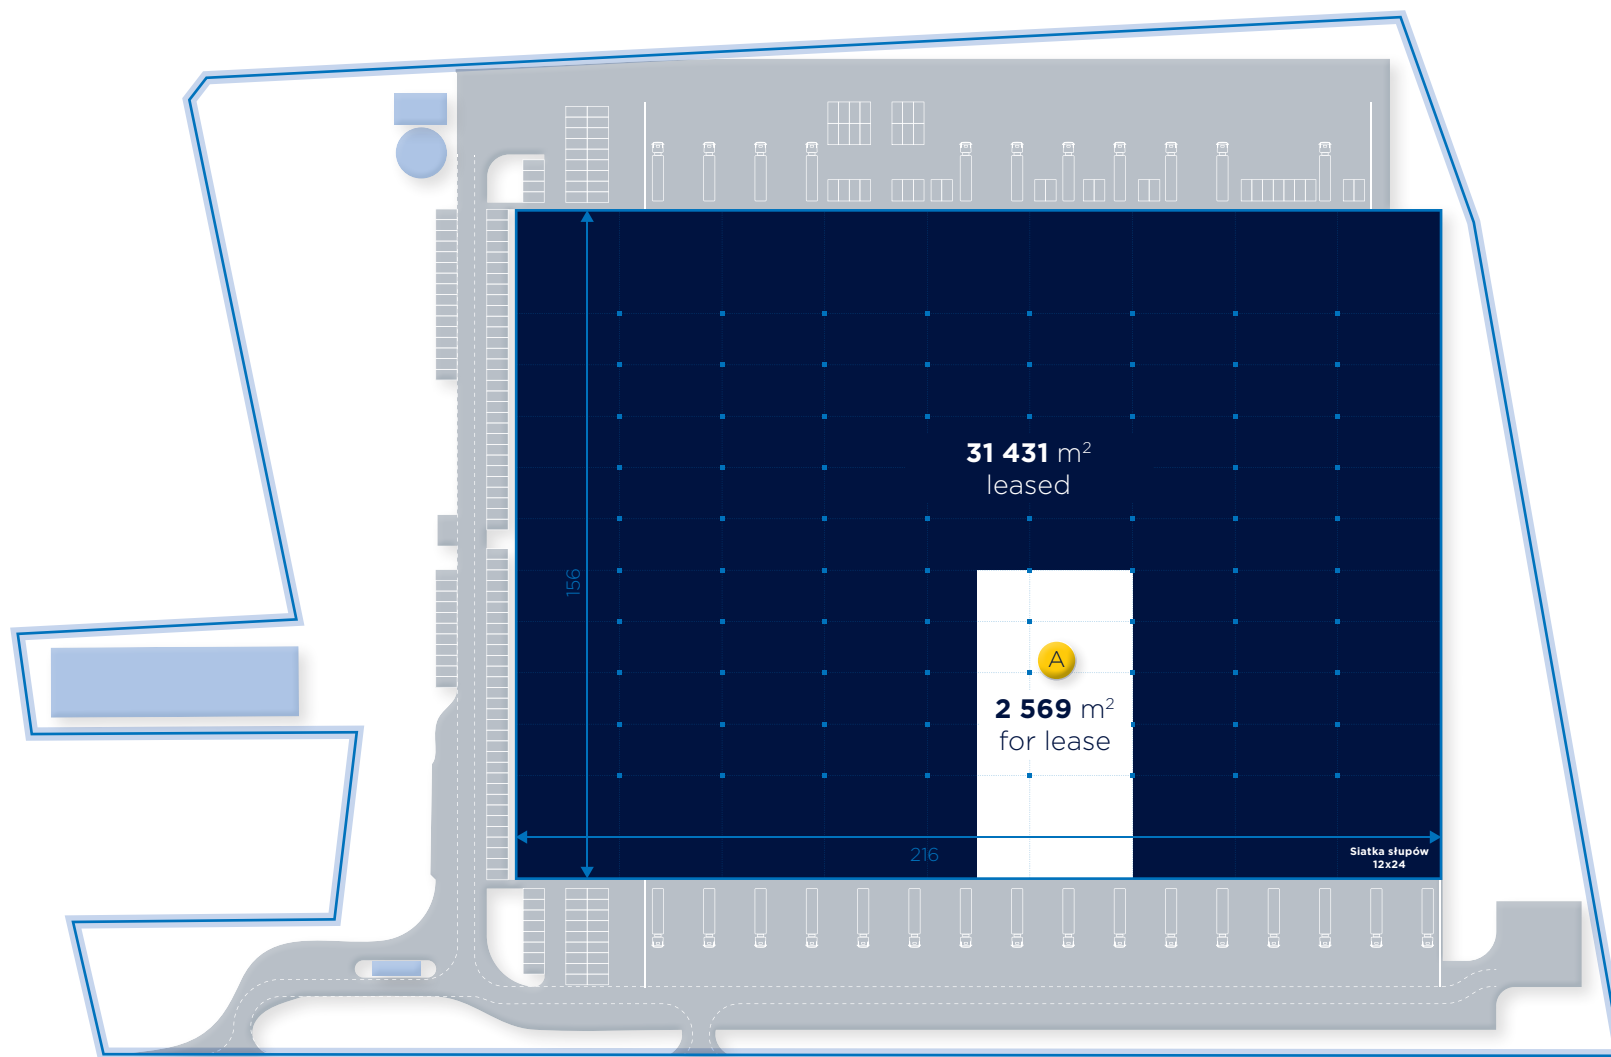 31 431 m²
leased
156
A
2 569 m²
for lease
216
Siatka słupów
12x24